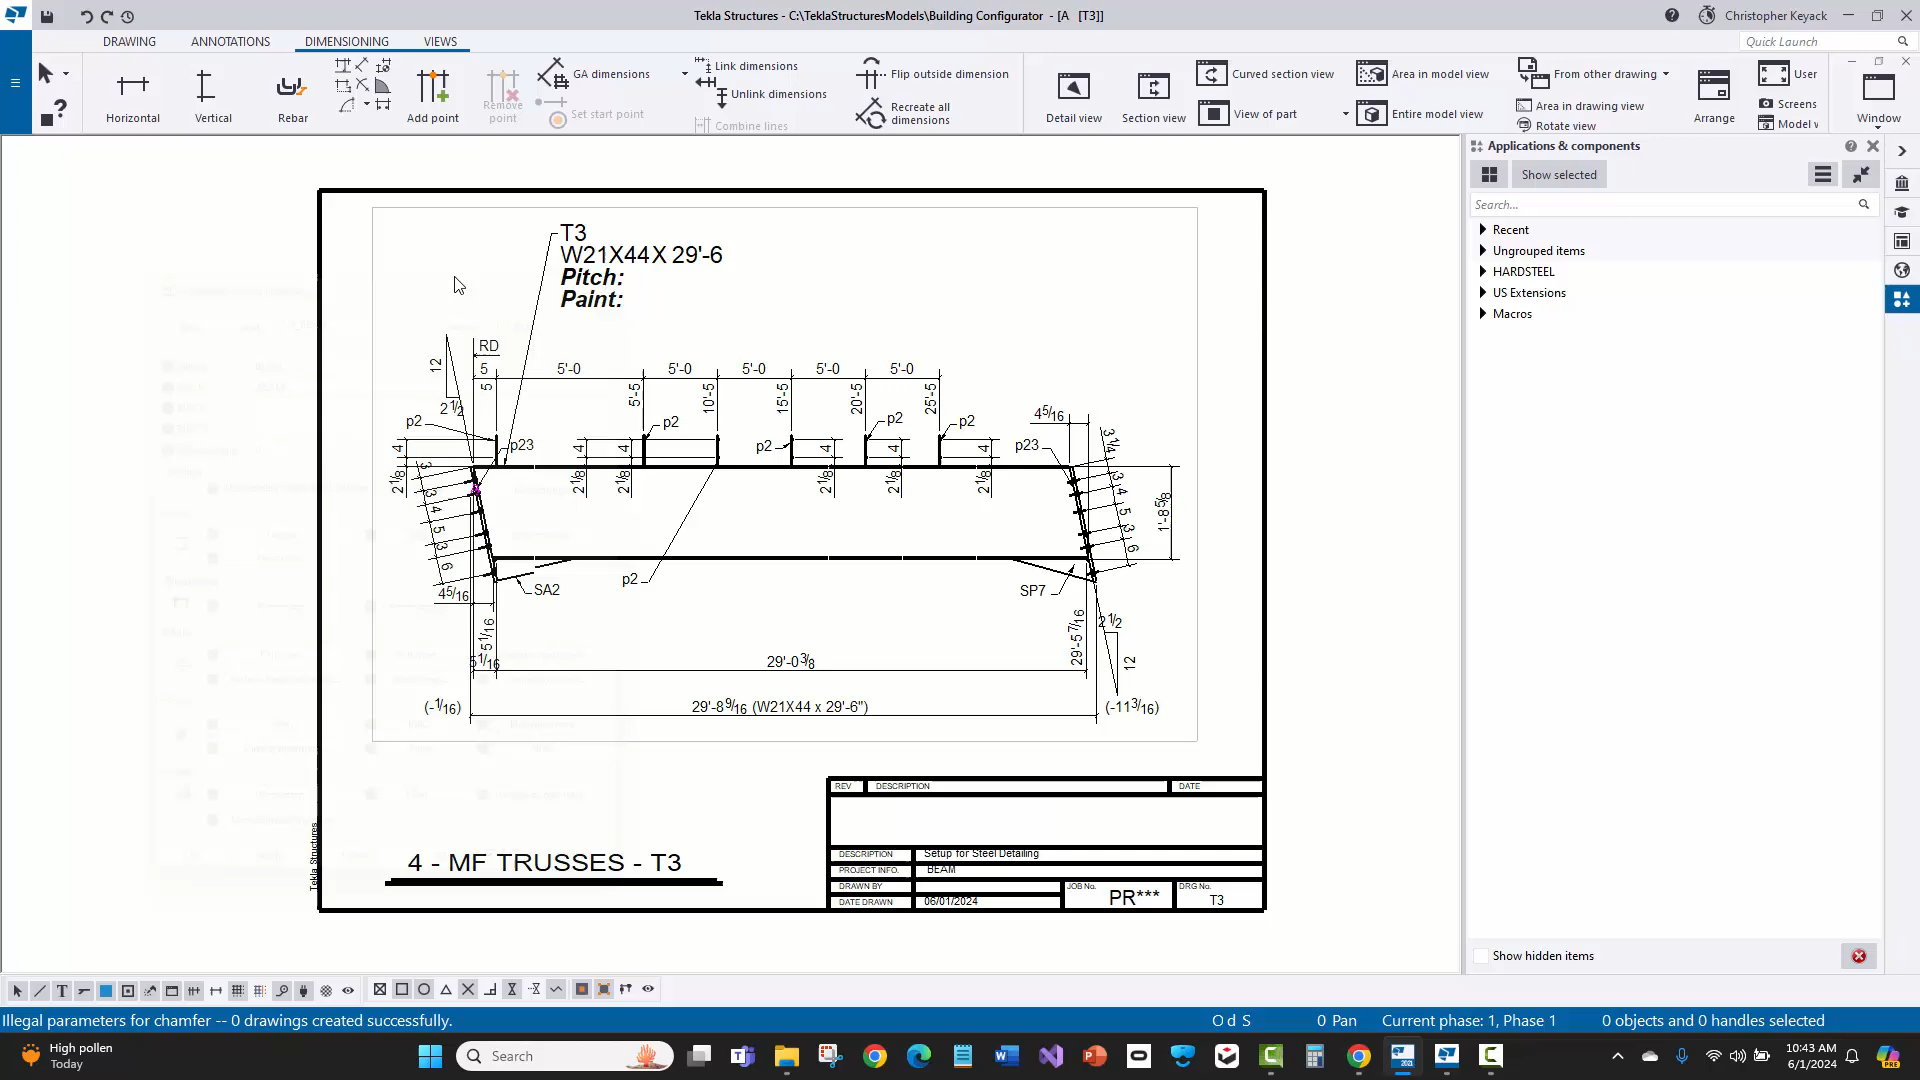 Tekla Structures - C:\TeklaStructuresModels\Building Configurator - [A   [T3]]
Christopher Keyack
DRAWING
ANNOTATIONS
DIMENSIONING
VIEWS
Quick Launch
Horizontal
Vertical
Rebar
Add point
Remove point
GA dimensions
Set start point
Link dimensions
Unlink dimensions
Combine lines
Flip outside dimension
Recreate all dimensions
Detail view
Section view
Curved section view
View of part
Area in model view
Entire model view
From other drawing
Area in drawing view
Rotate view
Arrange
User
Screens
Model v
Window
Applications & components
Show selected
Search...
Recent
Ungrouped items
HARDSTEEL
US Extensions
Macros
Show hidden items
T3
W21X44 X 29'-6
Pitch:
Paint:
RD
12
2 1/2
5
5'-0
5'-0
5'-0
5'-0
5'-0
5
5'-5
10'-5
15'-5
20'-5
25'-5
4 5/16
p2
p23
p2
p2
p2
p2
p23
4
4
4
4
4
4
2 1/8
2 1/8
2 1/8
2 1/8
2 1/8
2 1/8
3
3
4
5
3
6
3 1/4
3
4
5
3
6
1'-8 5/8
4 5/16
SA2
p2
SP7
5 1/16
5 1/16
29'-0 3/8
29'-5 7/16
2 1/2
12
(-1/16)
29'-8 9/16 (W21X44 x 29'-6")
(-11 3/16)
4 - MF TRUSSES - T3
Tekla Structures
REV
DESCRIPTION
DATE
DESCRIPTION
Setup for Steel Detailing
PROJECT INFO.
BEAM
DRAWN BY
DATE DRAWN
06/01/2024
JOB No.
PR***
DRG No.
T3
Illegal parameters for chamfer -- 0 drawings created successfully.
O d S
0 Pan
Current phase: 1, Phase 1
0 objects and 0 handles selected
High pollen
Today
Search
10:43 AM
6/1/2024